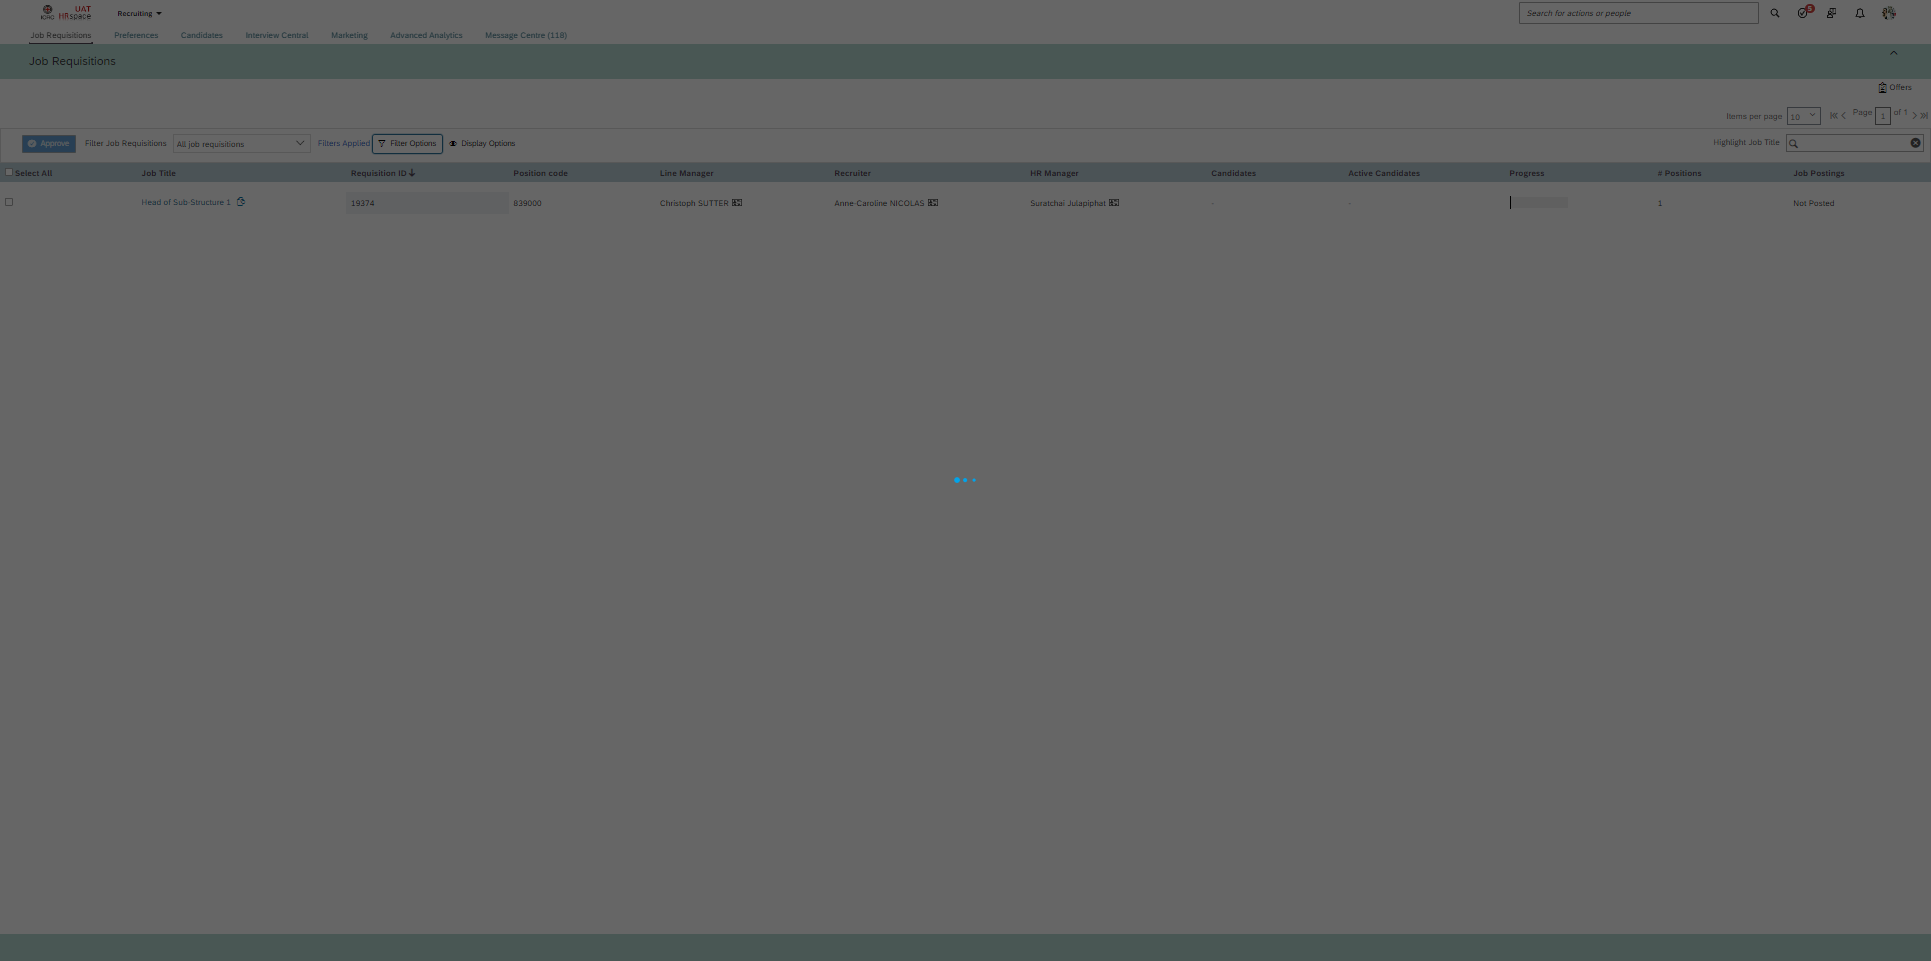 ICRC
UAT
HRspace
Recruiting
Search for actions or people
5
Job Requisitions
Preferences
Candidates
Interview Central
Marketing
Advanced Analytics
Message Centre (118)
Job Requisitions
Offers
Items per page 10 Page 1 of 1
Approve
Filter Job Requisitions
All job requisitions
Filters Applied
Filter Options
Display Options
Highlight Job Title
Select All
Job Title
Requisition ID
Position code
Line Manager
Recruiter
HR Manager
Candidates
Active Candidates
Progress
# Positions
Job Postings
Head of Sub-Structure 1
19374
839000
Christoph SUTTER
Anne-Caroline NICOLAS
Suratchai Julapiphat
-
-
1
Not Posted